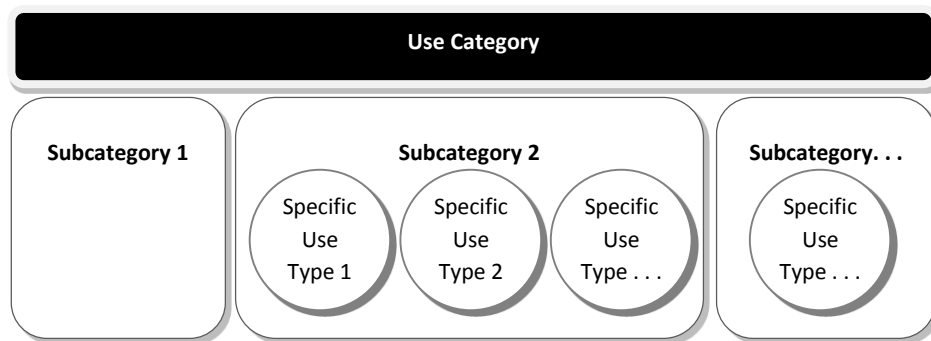 Use Category
Subcategory 1
Subcategory 2
Subcategory. . .
Specific
Use
Type 1
Specific
Use
Type 2
Specific
Use
Type . . .
Specific
Use
Type . . .